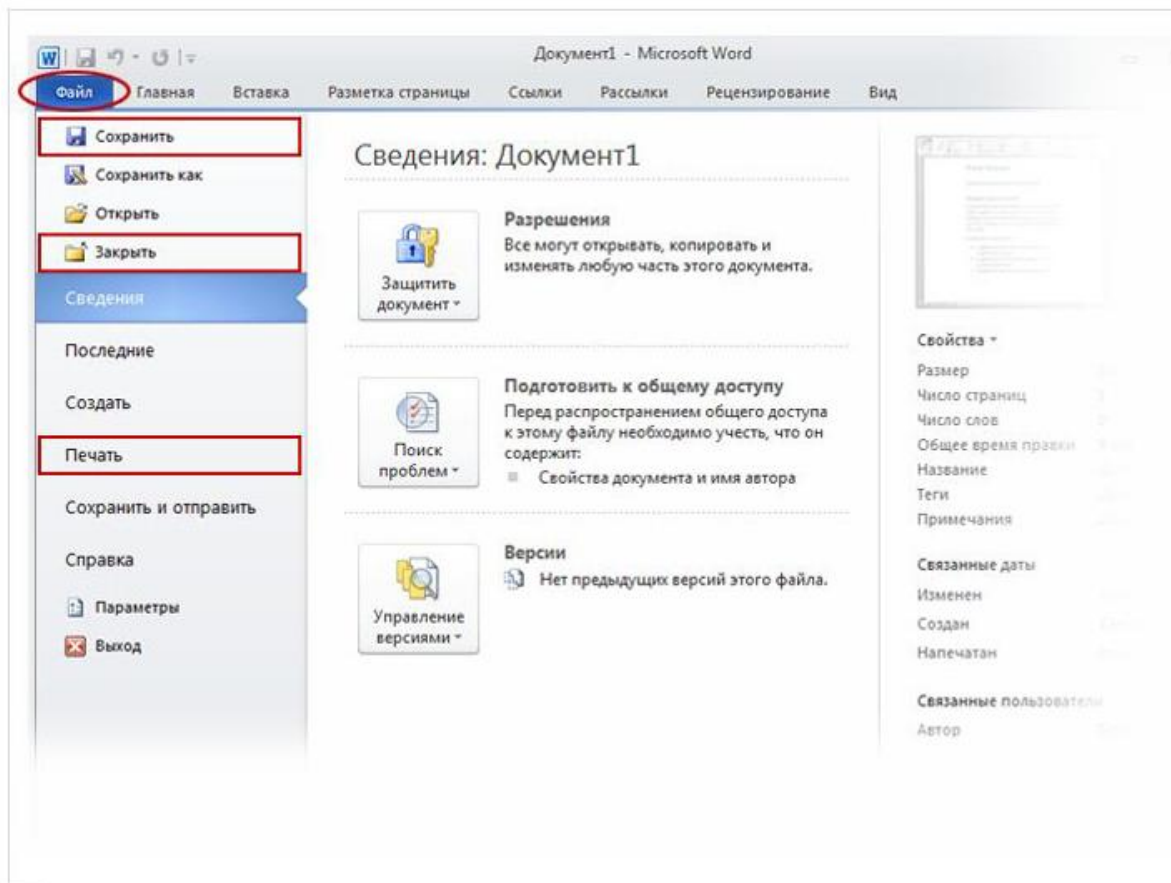 Документ1 - Microsoft Word
Файл Главная Вставка Разметка страницы Ссылки Рассылки Рецензирование Вид
Сохранить
Сохранить как
Открыть
Закрыть
Сведения
Последние
Создать
Печать
Сохранить и отправить
Справка
Параметры
Выход
Сведения: Документ1
Защитить
документ
Разрешения
Все могут открывать, копировать и
изменять любую часть этого документа.
Поиск
проблем
Подготовить к общему доступу
Перед распространением общего доступа
к этому файлу необходимо учесть, что он
содержит:
Свойства документа и имя автора
Управление
версиями
Версии
Нет предыдущих версий этого файла.
Свойства
Размер
Число страниц
Число слов
Общее время правки
Название
Теги
Примечания
Связанные даты
Изменен
Создан
Напечатан
Связанные пользователи
Автор